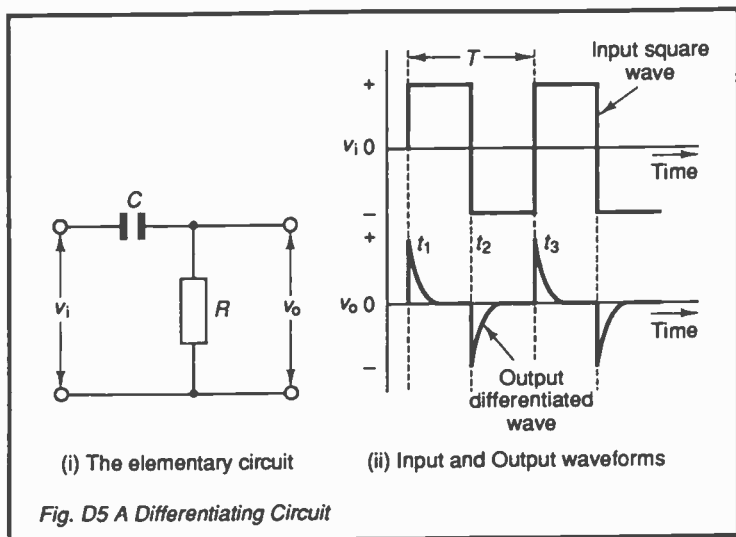 T
Input square
wave
+
vi 0
Time
–
C
R
vi
vo
+
t1
t2
t3
vo 0
Time
–
Output
differentiated
wave
(i) The elementary circuit
(ii) Input and Output waveforms
Fig. D5 A Differentiating Circuit